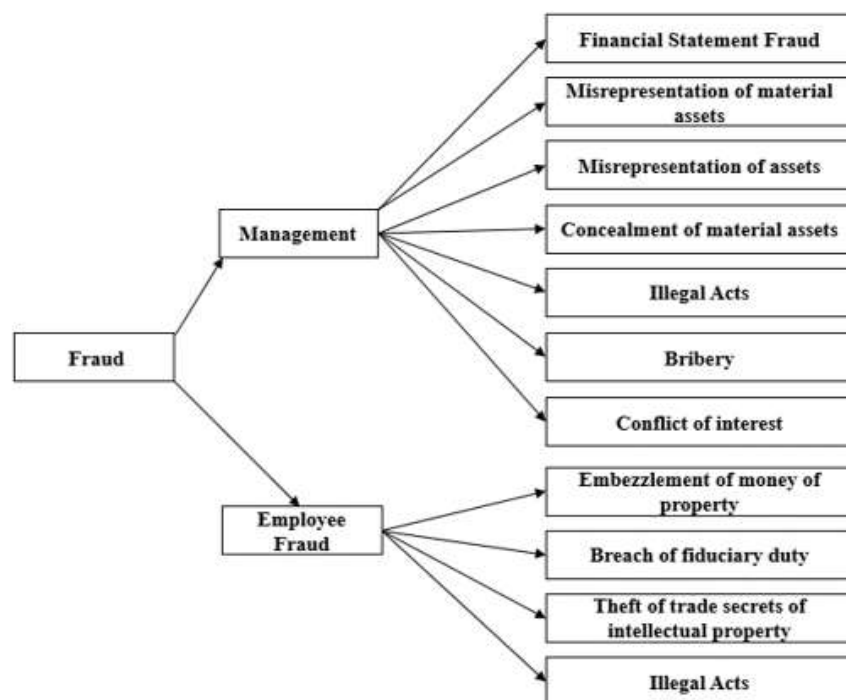 Financial Statement Fraud
Misrepresentation of material
assets
Misrepresentation of assets
Management
Concealment of material assets
Illegal Acts
Fraud
Bribery
Conflict of interest
Embezzlement of money of
property
Employee
Fraud
Breach of fiduciary duty
Theft of trade secrets of
intellectual property
Illegal Acts